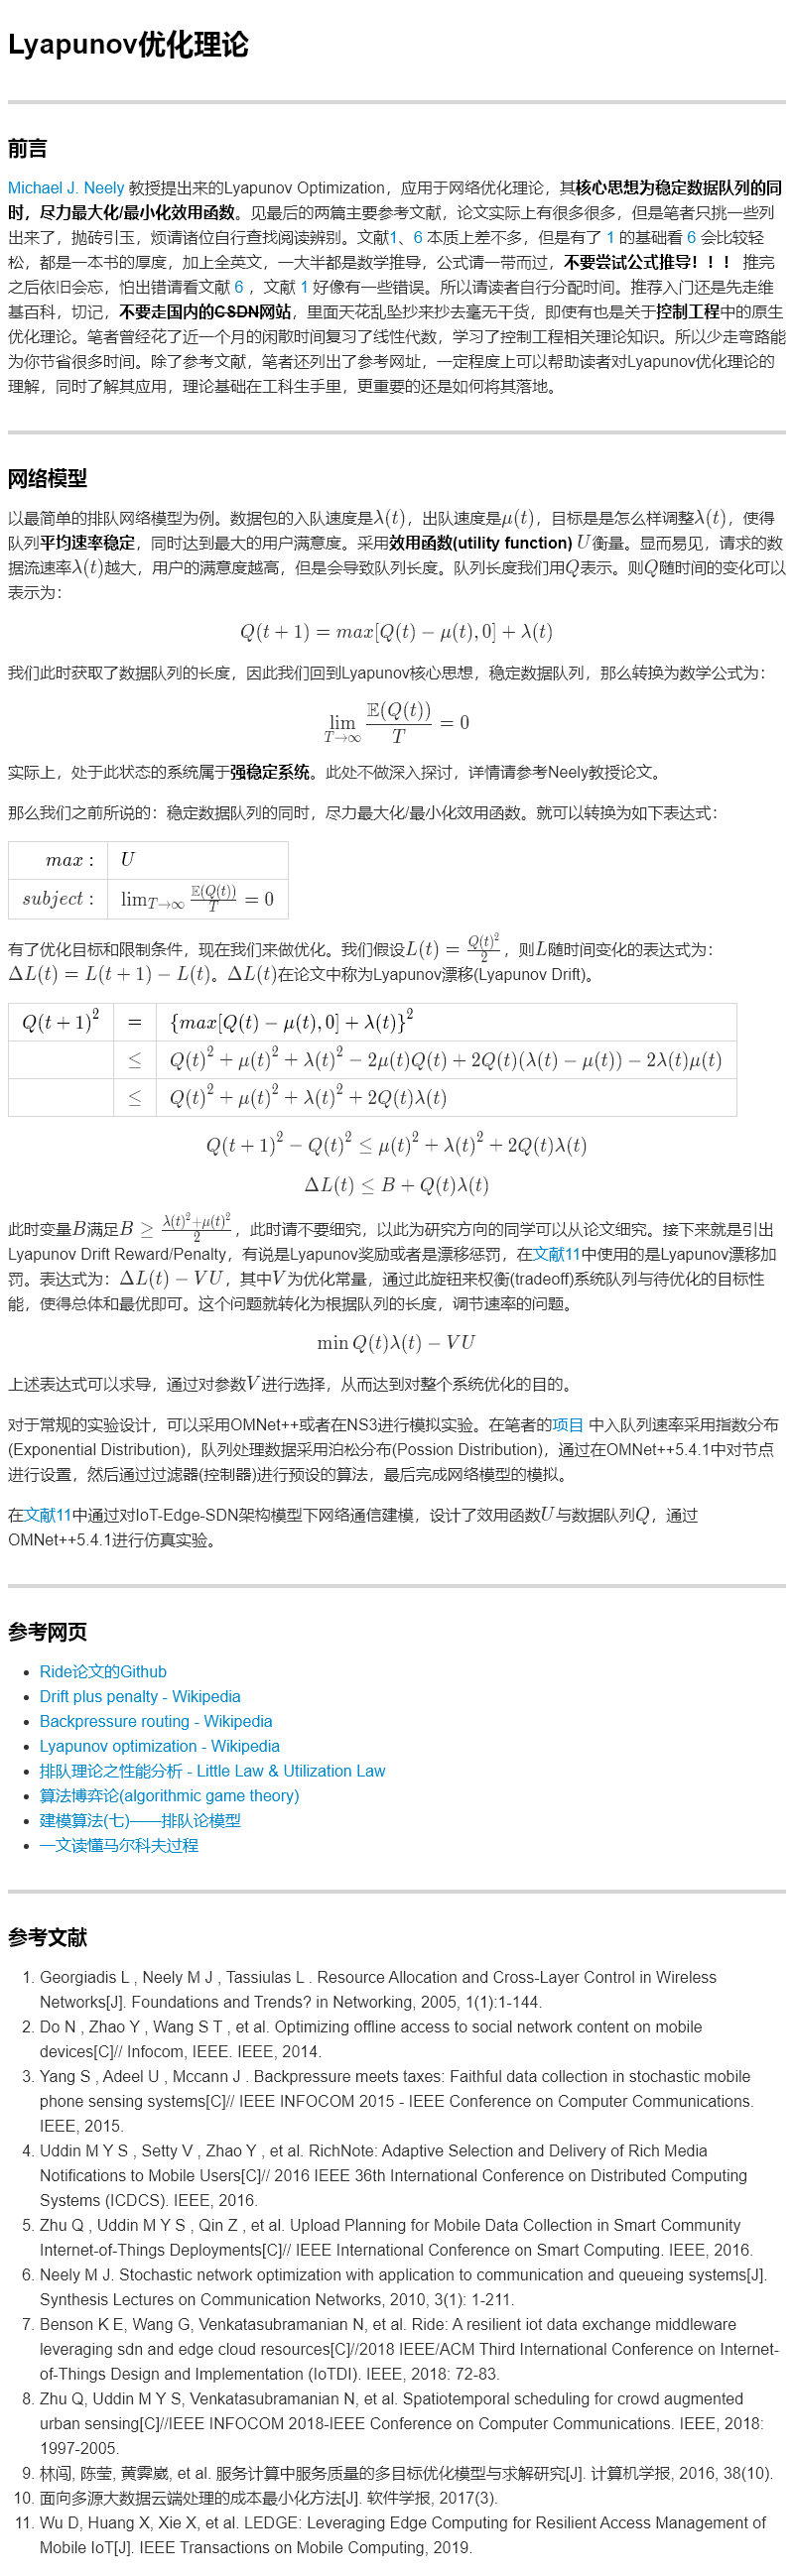 Lyapunov优化理论
前言
Michael J. Neely 教授提出来的Lyapunov Optimization，应用于网络优化理论，其核心思想为稳定数据队列的同
时，尽力最大化/最小化效用函数。见最后的两篇主要参考文献，论文实际上有很多很多，但是笔者只挑一些列
出来了，抛砖引玉，烦请诸位自行查找阅读辨别。文献1、6 本质上差不多，但是有了 1 的基础看 6 会比较轻
松，都是一本书的厚度，加上全英文，一大半都是数学推导，公式请一带而过，不要尝试公式推导！！！ 推完
之后依旧会忘，怕出错请看文献 6 ，文献 1 好像有一些错误。所以请读者自行分配时间。推荐入门还是先走维
基百科，切记，不要走国内的CSDN网站，里面天花乱坠抄来抄去毫无干货，即使有也是关于控制工程中的原生
优化理论。笔者曾经花了近一个月的闲散时间复习了线性代数，学习了控制工程相关理论知识。所以少走弯路能
为你节省很多时间。除了参考文献，笔者还列出了参考网址，一定程度上可以帮助读者对Lyapunov优化理论的
理解，同时了解其应用，理论基础在工科生手里，更重要的还是如何将其落地。
网络模型
以最简单的排队网络模型为例。数据包的入队速度是λ(t)，出队速度是μ(t)，目标是是怎么样调整λ(t)，使得
队列平均速率稳定，同时达到最大的用户满意度。采用效用函数(utility function) U衡量。显而易见，请求的数
据流速率λ(t)越大，用户的满意度越高，但是会导致队列长度。队列长度我们用Q表示。则Q随时间的变化可以
表示为：
Q(t + 1) = max[Q(t) − μ(t), 0] + λ(t)
我们此时获取了数据队列的长度，因此我们回到Lyapunov核心思想，稳定数据队列，那么转换为数学公式为：
lim_{T→∞} 𝔼(Q(t))/T = 0
实际上，处于此状态的系统属于强稳定系统。此处不做深入探讨，详情请参考Neely教授论文。
那么我们之前所说的：稳定数据队列的同时，尽力最大化/最小化效用函数。就可以转换为如下表达式：
max : U
subject : lim_{T→∞} 𝔼(Q(t))/T = 0
有了优化目标和限制条件，现在我们来做优化。我们假设L(t) = Q(t)²/2，则L随时间变化的表达式为：
ΔL(t) = L(t + 1) − L(t)。ΔL(t)在论文中称为Lyapunov漂移(Lyapunov Drift)。
Q(t + 1)² = {max[Q(t) − μ(t), 0] + λ(t)}²
≤ Q(t)² + μ(t)² + λ(t)² − 2μ(t)Q(t) + 2Q(t)(λ(t) − μ(t)) − 2λ(t)μ(t)
≤ Q(t)² + μ(t)² + λ(t)² + 2Q(t)λ(t)
Q(t + 1)² − Q(t)² ≤ μ(t)² + λ(t)² + 2Q(t)λ(t)
ΔL(t) ≤ B + Q(t)λ(t)
此时变量B满足B ≥ (λ(t)²+μ(t)²)/2，此时请不要细究，以此为研究方向的同学可以从论文细究。接下来就是引出
Lyapunov Drift Reward/Penalty，有说是Lyapunov奖励或者是漂移惩罚，在文献11中使用的是Lyapunov漂移加
罚。表达式为：ΔL(t) − VU，其中V为优化常量，通过此旋钮来权衡(tradeoff)系统队列与待优化的目标性
能，使得总体和最优即可。这个问题就转化为根据队列的长度，调节速率的问题。
min Q(t)λ(t) − VU
上述表达式可以求导，通过对参数V进行选择，从而达到对整个系统优化的目的。
对于常规的实验设计，可以采用OMNet++或者在NS3进行模拟实验。在笔者的项目 中入队列速率采用指数分布
(Exponential Distribution)，队列处理数据采用泊松分布(Possion Distribution)，通过在OMNet++5.4.1中对节点
进行设置，然后通过过滤器(控制器)进行预设的算法，最后完成网络模型的模拟。
在文献11中通过对IoT-Edge-SDN架构模型下网络通信建模，设计了效用函数U与数据队列Q，通过
OMNet++5.4.1进行仿真实验。
参考网页
• Ride论文的Github
• Drift plus penalty - Wikipedia
• Backpressure routing - Wikipedia
• Lyapunov optimization - Wikipedia
• 排队理论之性能分析 - Little Law & Utilization Law
• 算法博弈论(algorithmic game theory)
• 建模算法(七)——排队论模型
• 一文读懂马尔科夫过程
参考文献
1. Georgiadis L , Neely M J , Tassiulas L . Resource Allocation and Cross-Layer Control in Wireless
Networks[J]. Foundations and Trends? in Networking, 2005, 1(1):1-144.
2. Do N , Zhao Y , Wang S T , et al. Optimizing offline access to social network content on mobile
devices[C]// Infocom, IEEE. IEEE, 2014.
3. Yang S , Adeel U , Mccann J . Backpressure meets taxes: Faithful data collection in stochastic mobile
phone sensing systems[C]// IEEE INFOCOM 2015 - IEEE Conference on Computer Communications.
IEEE, 2015.
4. Uddin M Y S , Setty V , Zhao Y , et al. RichNote: Adaptive Selection and Delivery of Rich Media
Notifications to Mobile Users[C]// 2016 IEEE 36th International Conference on Distributed Computing
Systems (ICDCS). IEEE, 2016.
5. Zhu Q , Uddin M Y S , Qin Z , et al. Upload Planning for Mobile Data Collection in Smart Community
Internet-of-Things Deployments[C]// IEEE International Conference on Smart Computing. IEEE, 2016.
6. Neely M J. Stochastic network optimization with application to communication and queueing systems[J].
Synthesis Lectures on Communication Networks, 2010, 3(1): 1-211.
7. Benson K E, Wang G, Venkatasubramanian N, et al. Ride: A resilient iot data exchange middleware
leveraging sdn and edge cloud resources[C]//2018 IEEE/ACM Third International Conference on Internet-
of-Things Design and Implementation (IoTDI). IEEE, 2018: 72-83.
8. Zhu Q, Uddin M Y S, Venkatasubramanian N, et al. Spatiotemporal scheduling for crowd augmented
urban sensing[C]//IEEE INFOCOM 2018-IEEE Conference on Computer Communications. IEEE, 2018:
1997-2005.
9. 林闯, 陈莹, 黄霁崴, et al. 服务计算中服务质量的多目标优化模型与求解研究[J]. 计算机学报, 2016, 38(10).
10. 面向多源大数据云端处理的成本最小化方法[J]. 软件学报, 2017(3).
11. Wu D, Huang X, Xie X, et al. LEDGE: Leveraging Edge Computing for Resilient Access Management of
Mobile IoT[J]. IEEE Transactions on Mobile Computing, 2019.